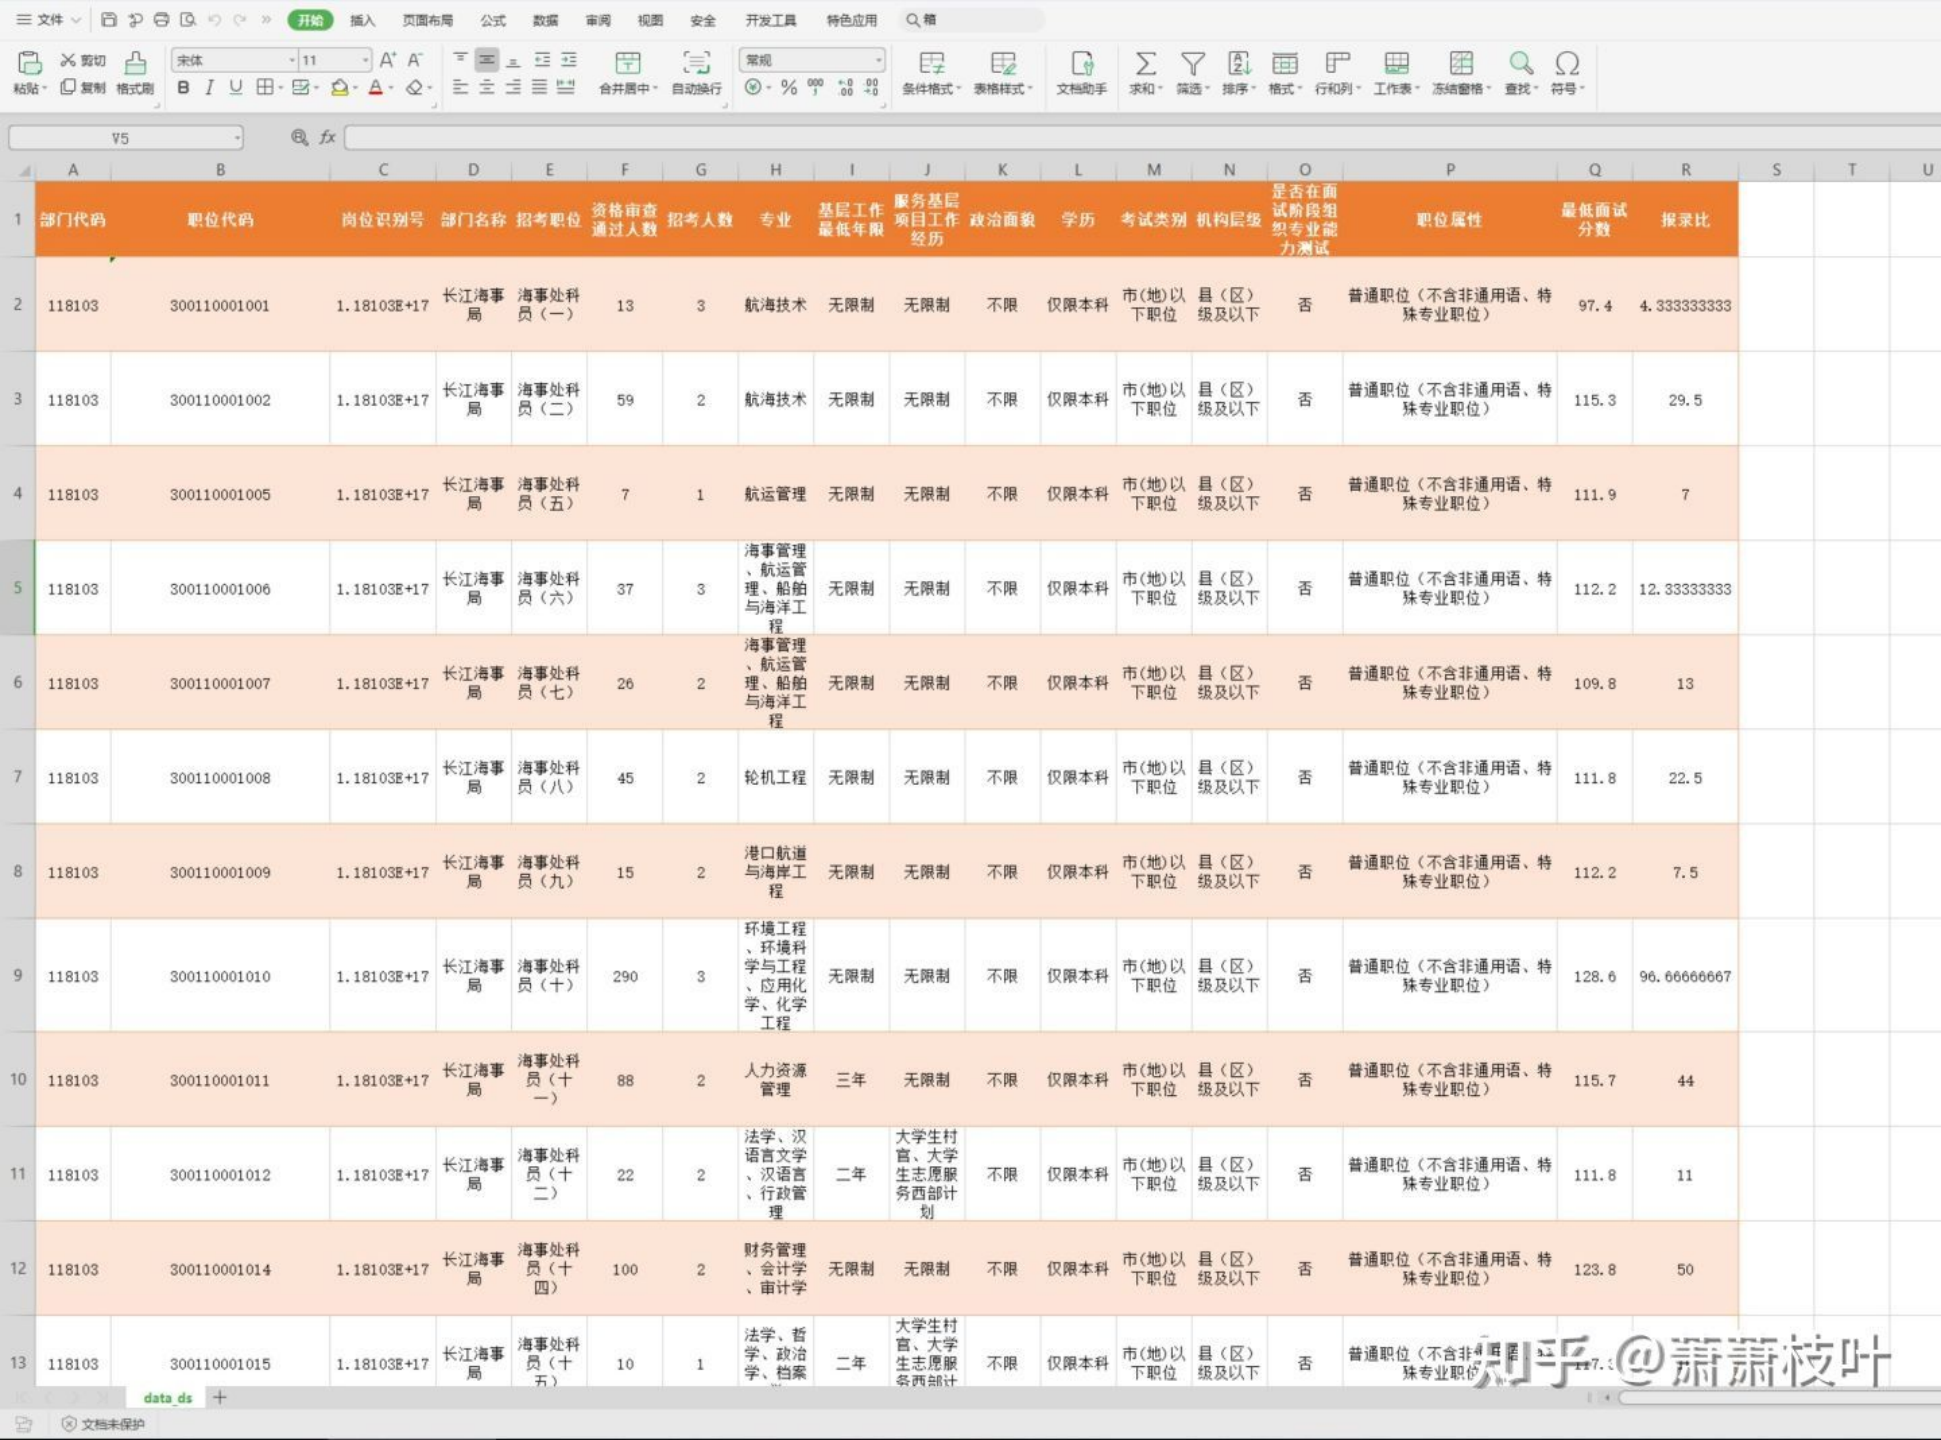 文件 开始 插入 页面布局 公式 数据 审阅 视图 安全 开发工具 特色应用 箱
剪切 宋体 11 常规
粘贴 复制 格式刷 B I U 合并居中 自动换行 条件格式 表格样式 文档助手 求和 筛选 排序 格式 行和列 工作表 冻结窗格 查找 符号
V5 fx
A B C D E F G H I J K L M N O P Q R S T U
1 部门代码 职位代码 岗位识别号 部门名称 招考职位 资格审查通过人数 招考人数 专业 基层工作最低年限 服务基层项目工作经历 政治面貌 学历 考试类别 机构层级 是否在面试阶段组织专业能力测试 职位属性 最低面试分数 报录比
2 118103 300110001001 1.18103E+17 长江海事局 海事处科员（一） 13 3 航海技术 无限制 无限制 不限 仅限本科 市(地)以下职位 县（区）级及以下 否 普通职位（不含非通用语、特殊专业职位） 97.4 4.333333333
3 118103 300110001002 1.18103E+17 长江海事局 海事处科员（二） 59 2 航海技术 无限制 无限制 不限 仅限本科 市(地)以下职位 县（区）级及以下 否 普通职位（不含非通用语、特殊专业职位） 115.3 29.5
4 118103 300110001005 1.18103E+17 长江海事局 海事处科员（五） 7 1 航运管理 无限制 无限制 不限 仅限本科 市(地)以下职位 县（区）级及以下 否 普通职位（不含非通用语、特殊专业职位） 111.9 7
5 118103 300110001006 1.18103E+17 长江海事局 海事处科员（六） 37 3 海事管理、航运管理、船舶与海洋工程 无限制 无限制 不限 仅限本科 市(地)以下职位 县（区）级及以下 否 普通职位（不含非通用语、特殊专业职位） 112.2 12.33333333
6 118103 300110001007 1.18103E+17 长江海事局 海事处科员（七） 26 2 海事管理、航运管理、船舶与海洋工程 无限制 无限制 不限 仅限本科 市(地)以下职位 县（区）级及以下 否 普通职位（不含非通用语、特殊专业职位） 109.8 13
7 118103 300110001008 1.18103E+17 长江海事局 海事处科员（八） 45 2 轮机工程 无限制 无限制 不限 仅限本科 市(地)以下职位 县（区）级及以下 否 普通职位（不含非通用语、特殊专业职位） 111.8 22.5
8 118103 300110001009 1.18103E+17 长江海事局 海事处科员（九） 15 2 港口航道与海岸工程 无限制 无限制 不限 仅限本科 市(地)以下职位 县（区）级及以下 否 普通职位（不含非通用语、特殊专业职位） 112.2 7.5
9 118103 300110001010 1.18103E+17 长江海事局 海事处科员（十） 290 3 环境工程、环境科学与工程、应用化学、化学工程 无限制 无限制 不限 仅限本科 市(地)以下职位 县（区）级及以下 否 普通职位（不含非通用语、特殊专业职位） 128.6 96.66666667
10 118103 300110001011 1.18103E+17 长江海事局 海事处科员（十一） 88 2 人力资源管理 三年 无限制 不限 仅限本科 市(地)以下职位 县（区）级及以下 否 普通职位（不含非通用语、特殊专业职位） 115.7 44
11 118103 300110001012 1.18103E+17 长江海事局 海事处科员（十二） 22 2 法学、汉语言文学、汉语言、行政管理 二年 大学生村官、大学生志愿服务西部计划 不限 仅限本科 市(地)以下职位 县（区）级及以下 否 普通职位（不含非通用语、特殊专业职位） 111.8 11
12 118103 300110001014 1.18103E+17 长江海事局 海事处科员（十四） 100 2 财务管理、会计学、审计学 无限制 无限制 不限 仅限本科 市(地)以下职位 县（区）级及以下 否 普通职位（不含非通用语、特殊专业职位） 123.8 50
13 118103 300110001015 1.18103E+17 长江海事局 海事处科员（十五） 10 1 法学、哲学、政治学、档案 二年 大学生村官、大学生志愿服务西部计 不限 仅限本科 市(地)以下职位 县（区）级及以下 否 普通职位（不含非通用语、特殊专业职位）
知乎 @萧萧枝叶
data_ds +
文档未保护